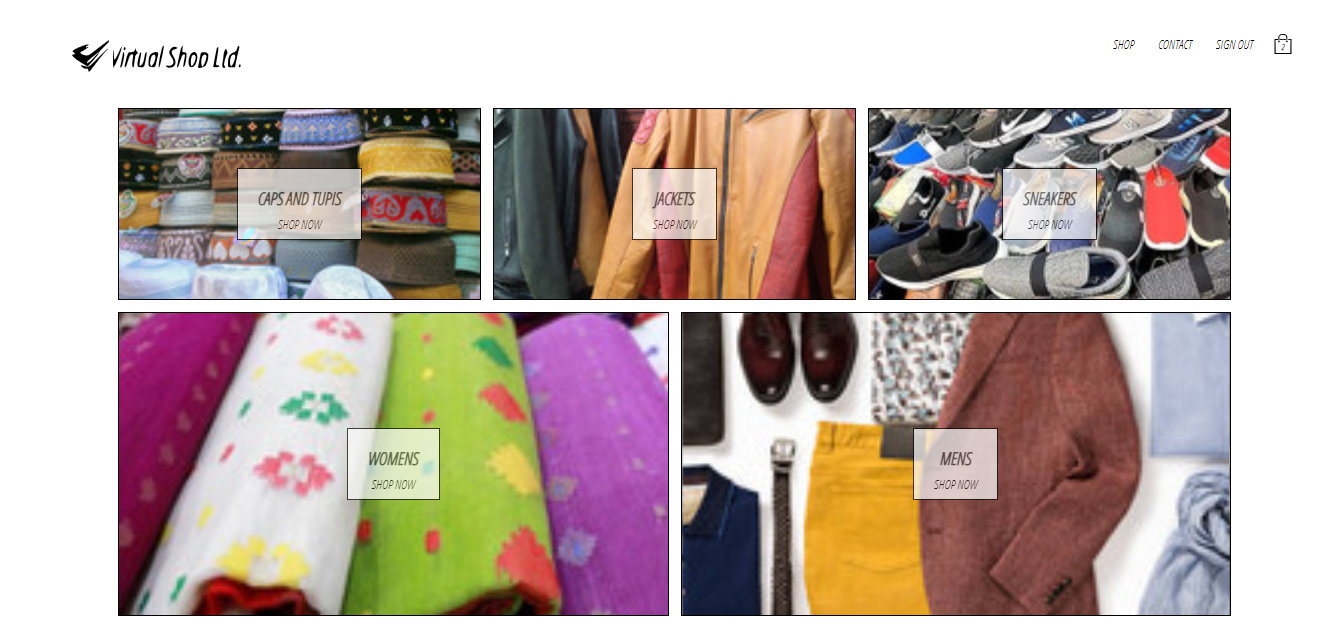 Virtual Shop Ltd.
SHOP
CONTACT
SIGN OUT
2
CAPS AND TUPIS
SHOP NOW
JACKETS
SHOP NOW
SNEAKERS
SHOP NOW
WOMENS
SHOP NOW
MENS
SHOP NOW